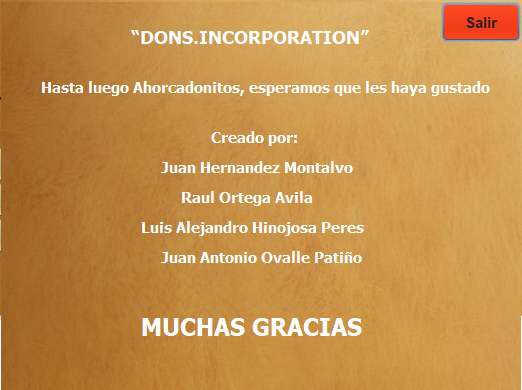 Salir
“DONS.INCORPORATION”
Hasta luego Ahorcadonitos, esperamos que les haya gustado
Creado por:
Juan Hernandez Montalvo
Raul Ortega Avila
Luis Alejandro Hinojosa Peres
Juan Antonio Ovalle Patiño
MUCHAS GRACIAS